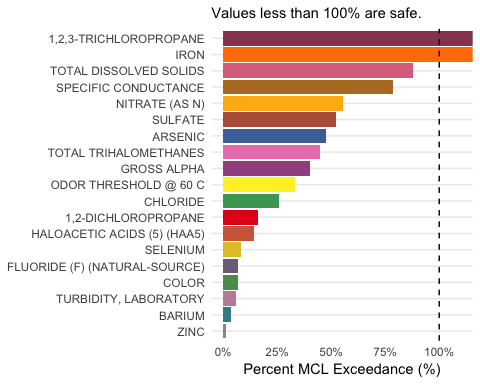 Values less than 100% are safe.
1,2,3-TRICHLOROPROPANE
IRON
TOTAL DISSOLVED SOLIDS
SPECIFIC CONDUCTANCE
NITRATE (AS N)
SULFATE
ARSENIC
TOTAL TRIHALOMETHANES
GROSS ALPHA
ODOR THRESHOLD @ 60 C
CHLORIDE
1,2-DICHLOROPROPANE
HALOACETIC ACIDS (5) (HAA5)
SELENIUM
FLUORIDE (F) (NATURAL-SOURCE)
COLOR
TURBIDITY, LABORATORY
BARIUM
ZINC
0% 25% 50% 75% 100%
Percent MCL Exceedance (%)